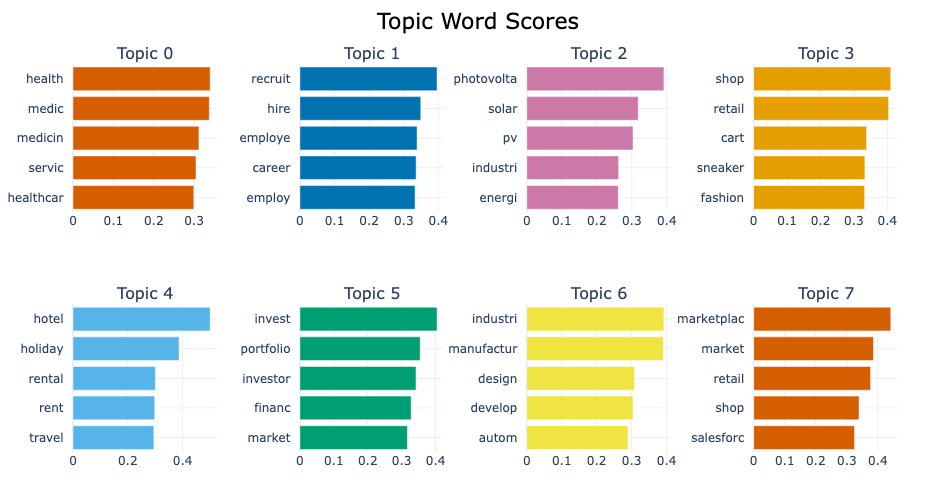 Topic Word Scores
Topic 0
health
medic
medicin
servic
healthcar
0 0.1 0.2 0.3
Topic 1
recruit
hire
employe
career
employ
0 0.1 0.2 0.3 0.4
Topic 2
photovolta
solar
pv
industri
energi
0 0.1 0.2 0.3 0.4
Topic 3
shop
retail
cart
sneaker
fashion
0 0.1 0.2 0.3 0.4
Topic 4
hotel
holiday
rental
rent
travel
0 0.2 0.4
Topic 5
invest
portfolio
investor
financ
market
0 0.1 0.2 0.3 0.4
Topic 6
industri
manufactur
design
develop
autom
0 0.1 0.2 0.3 0.4
Topic 7
marketplac
market
retail
shop
salesforc
0 0.1 0.2 0.3 0.4